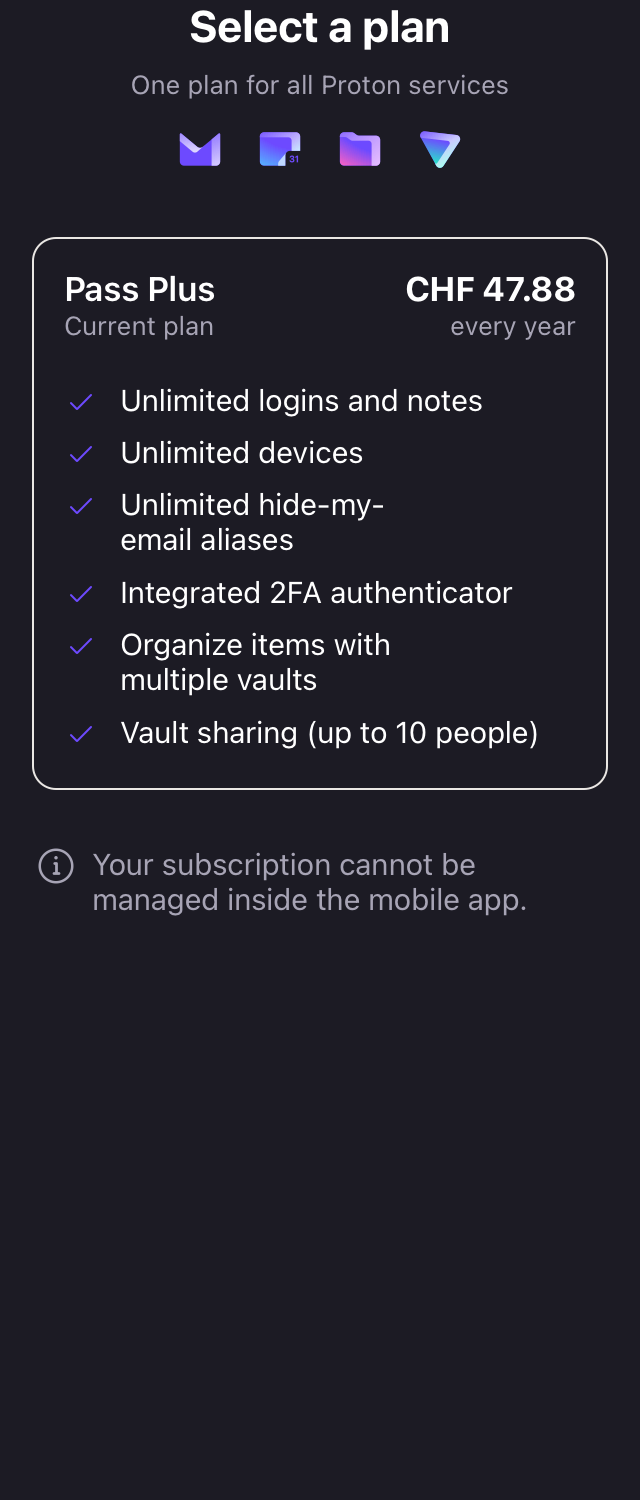 Select a plan
One plan for all Proton services
31
Pass Plus
CHF 47.88
Current plan
every year
Unlimited logins and notes
Unlimited devices
Unlimited hide-my-
email aliases
Integrated 2FA authenticator
Organize items with
multiple vaults
Vault sharing (up to 10 people)
Your subscription cannot be
managed inside the mobile app.